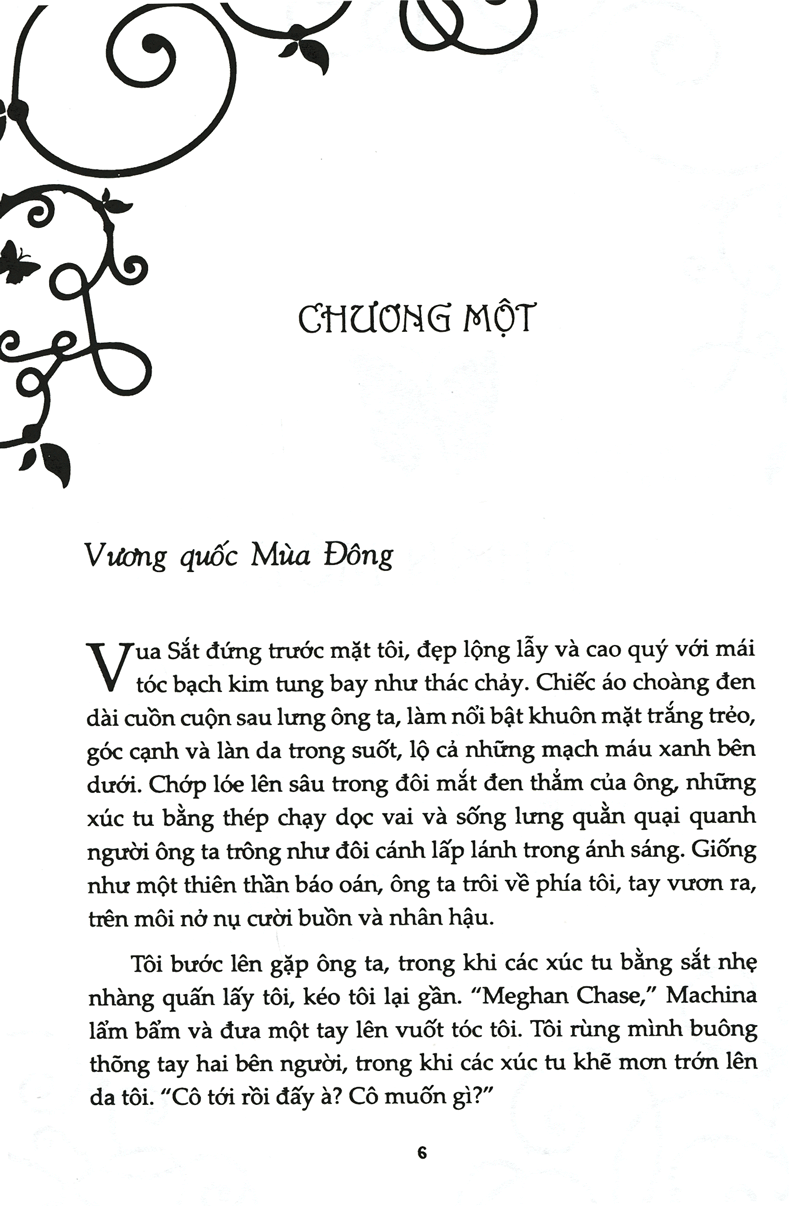 CHƯƠNG MỘT
Vương quốc Mùa Đông
Vua Sắt đứng trước mặt tôi, đẹp lộng lẫy và cao quý với mái
tóc bạch kim tung bay như thác chảy. Chiếc áo choàng đen
dài cuồn cuộn sau lưng ông ta, làm nổi bật khuôn mặt trắng trẻo,
góc cạnh và làn da trong suốt, lộ cả những mạch máu xanh bên
dưới. Chớp lóe lên sâu trong đôi mắt đen thẳm của ông, những
xúc tu bằng thép chạy dọc vai và sống lưng quằn quại quanh
người ông ta trông như đôi cánh lấp lánh trong ánh sáng. Giống
như một thiên thần báo oán, ông ta trôi về phía tôi, tay vươn ra,
trên môi nở nụ cười buồn và nhân hậu.
Tôi bước lên gặp ông ta, trong khi các xúc tu bằng sắt nhẹ
nhàng quấn lấy tôi, kéo tôi lại gần. “Meghan Chase,” Machina
lẩm bẩm và đưa một tay lên vuốt tóc tôi. Tôi rùng mình buông
thõng tay hai bên người, trong khi các xúc tu khẽ mơn trớn lên
da tôi. “Cô tới rồi đấy à? Cô muốn gì?”
6